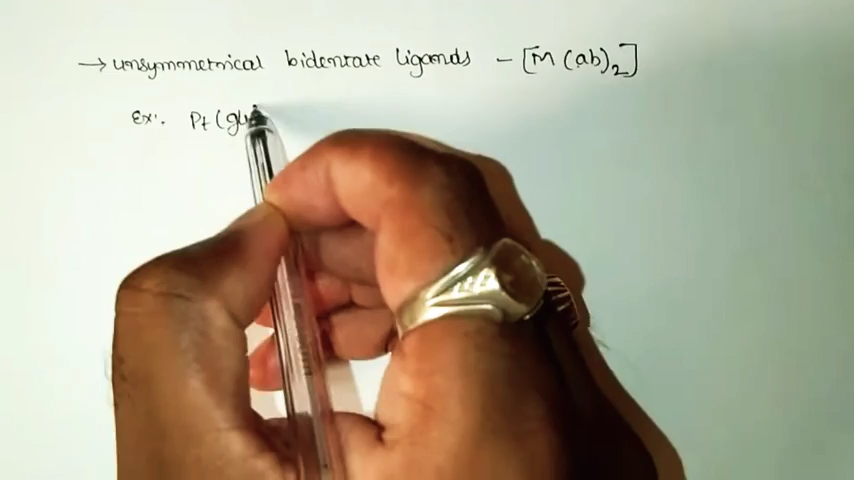 → unsymmetrical bidentate ligands - [M(ab)₂]
Ex:. Pt(gl